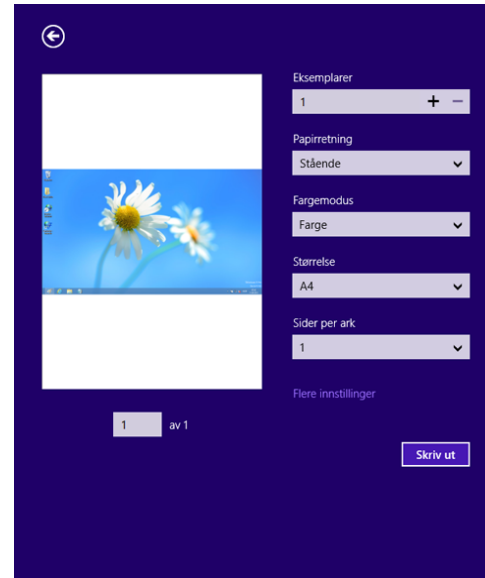 Eksemplarer
1
Papirretning
Stående
Fargemodus
Farge
Størrelse
A4
Sider per ark
1
Flere innstillinger
1 av 1
Skriv ut